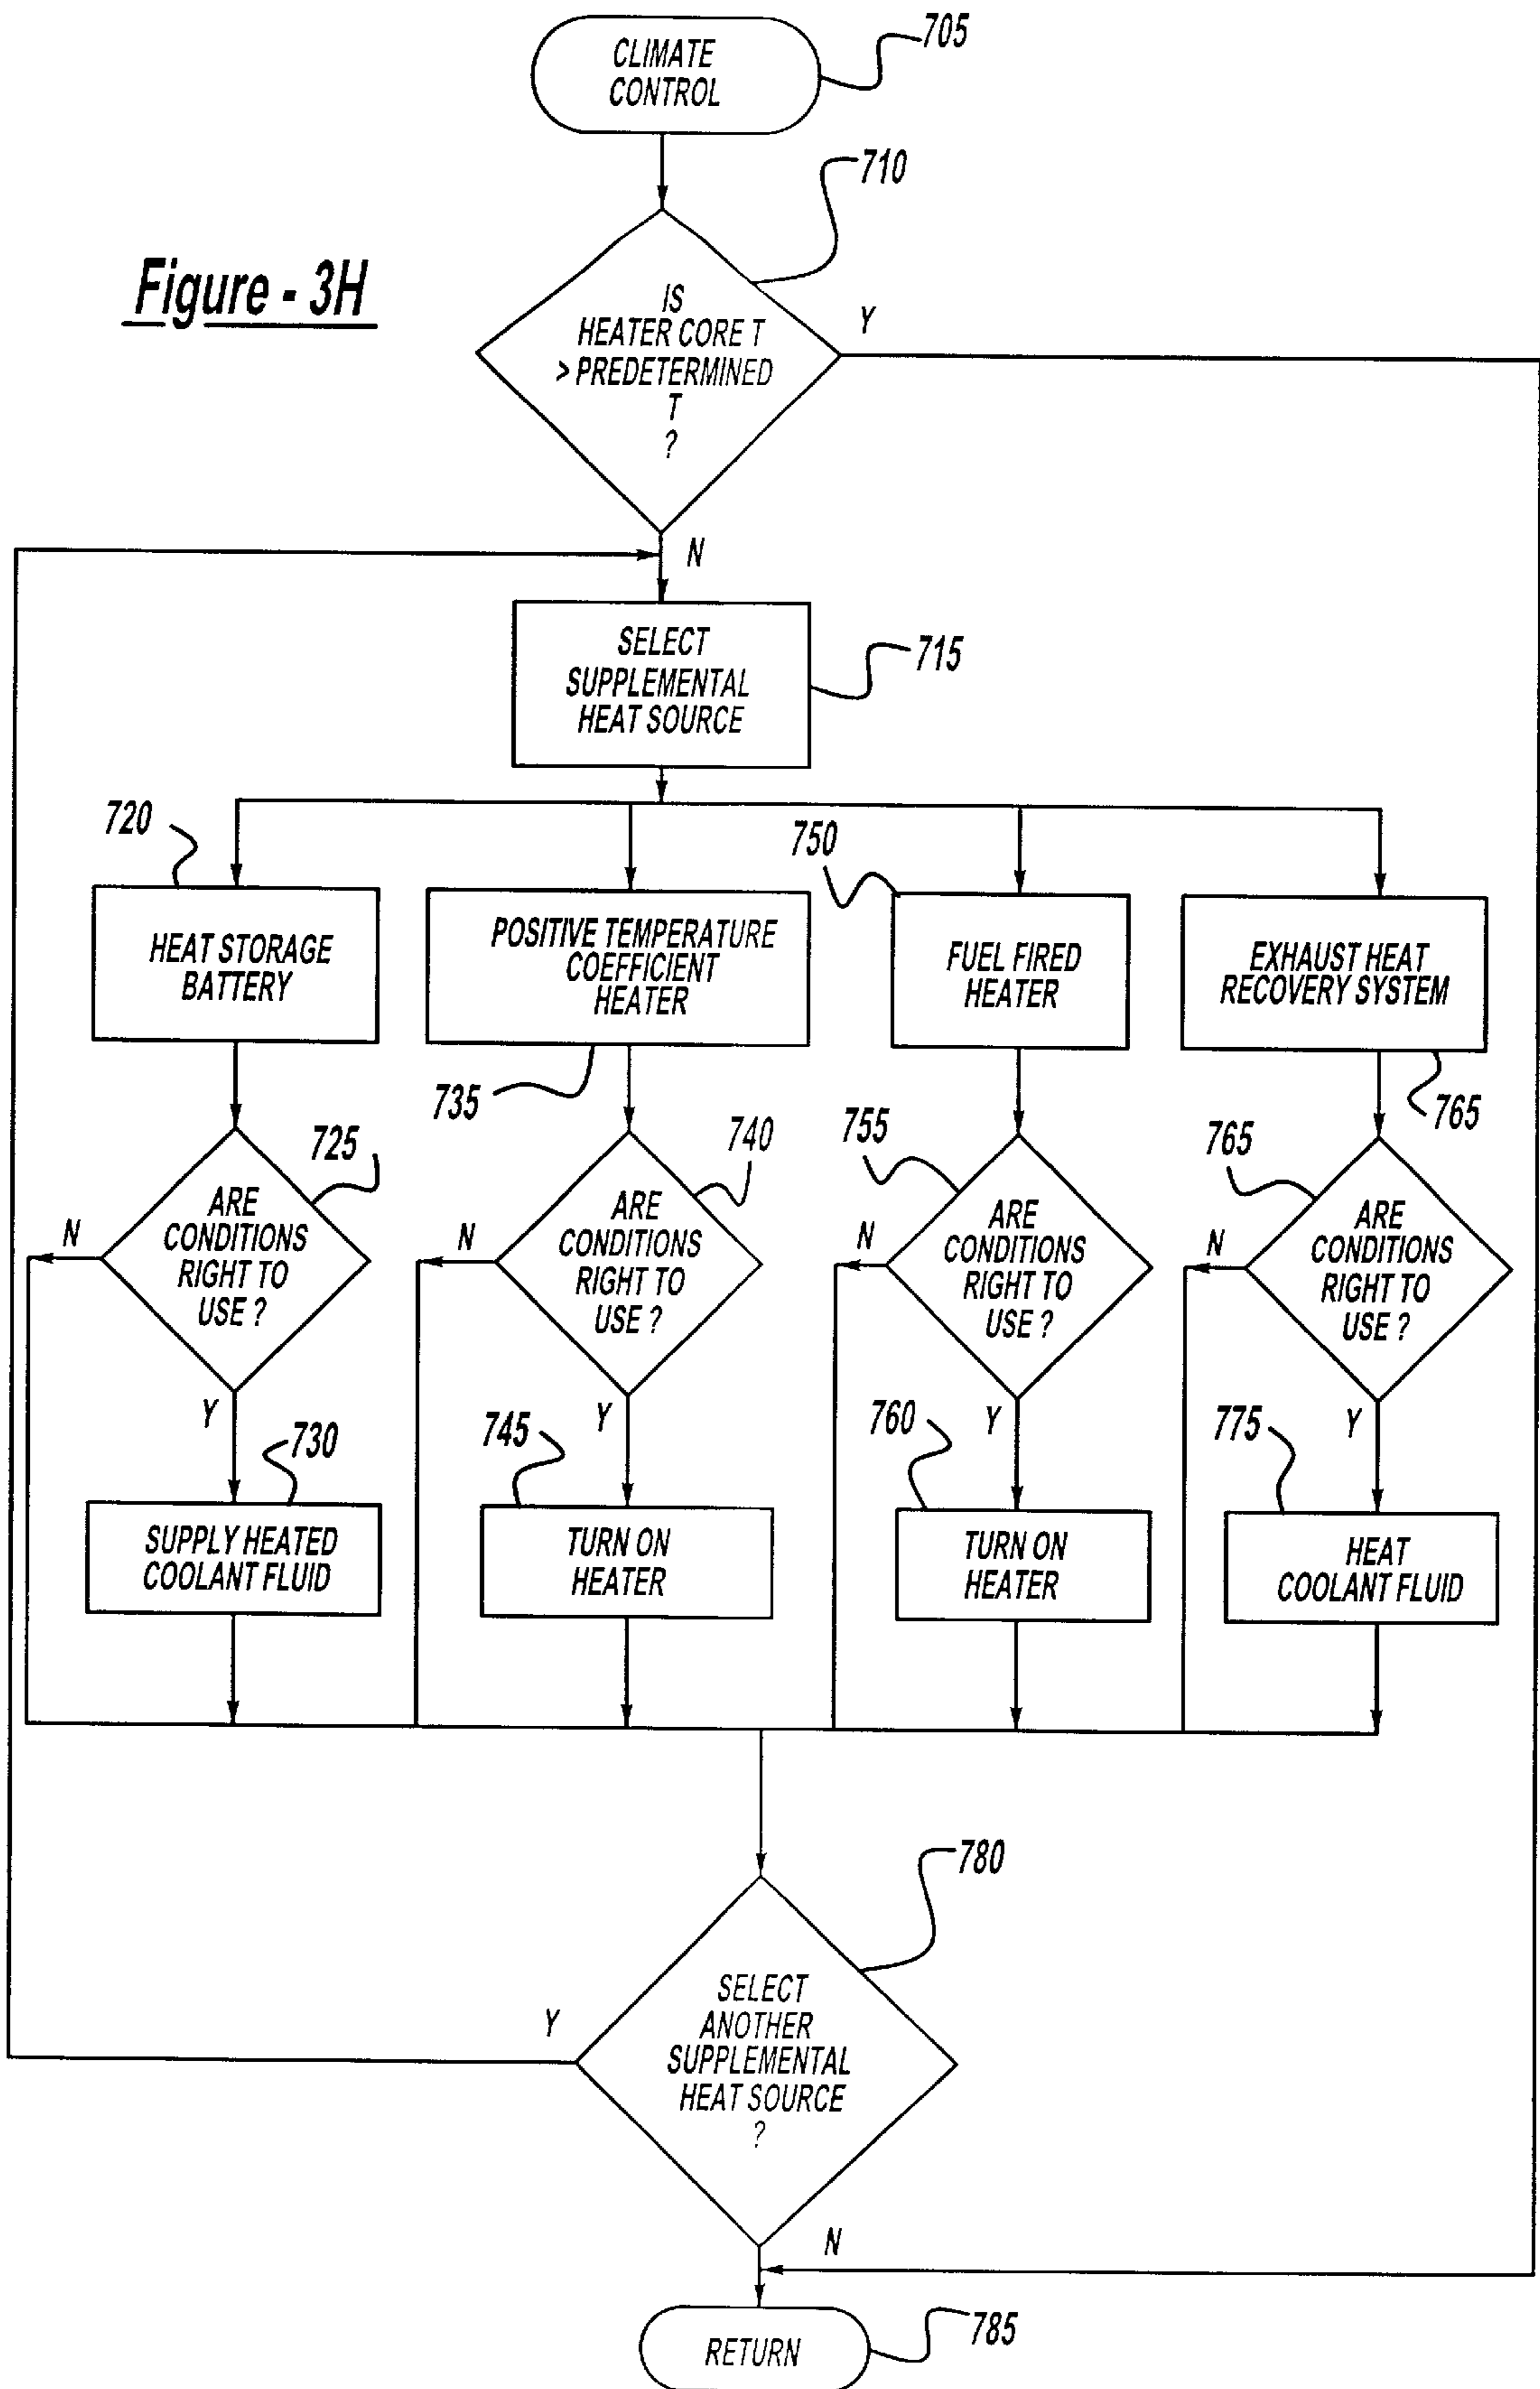 CLIMATE
CONTROL
705
710
Figure - 3H
IS
HEATER CORE T
> PREDETERMINED
T
?
Y
N
SELECT
SUPPLEMENTAL
HEAT SOURCE
715
720
HEAT STORAGE
BATTERY
POSITIVE TEMPERATURE
COEFFICIENT
HEATER
735
750
FUEL FIRED
HEATER
EXHAUST HEAT
RECOVERY SYSTEM
765
725
ARE
CONDITIONS
RIGHT TO
USE ?
N
Y
740
ARE
CONDITIONS
RIGHT TO
USE ?
N
Y
755
ARE
CONDITIONS
RIGHT TO
USE ?
N
Y
765
ARE
CONDITIONS
RIGHT TO
USE ?
N
Y
730
SUPPLY HEATED
COOLANT FLUID
745
TURN ON
HEATER
760
TURN ON
HEATER
775
HEAT
COOLANT FLUID
780
SELECT
ANOTHER
SUPPLEMENTAL
HEAT SOURCE
?
Y
N
RETURN
785